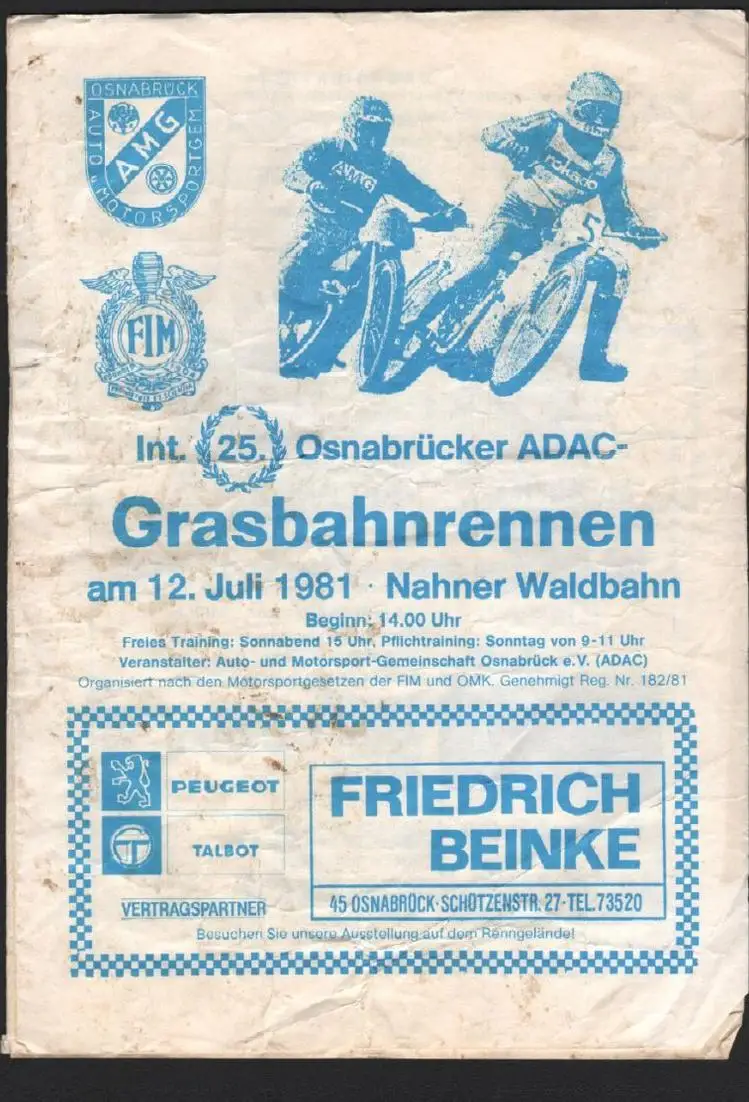 OSNABRÜCK
AUTO u. MOTORSPORTGEM
AMG
AMG
rokado
5
FIM
Int. 25. Osnabrücker ADAC-
Grasbahnrennen
am 12. Juli 1981 · Nahner Waldbahn
Beginn: 14.00 Uhr
Freies Training: Sonnabend 15 Uhr, Pflichtraining: Sonntag von 9-11 Uhr
Veranstalter: Auto- und Motorsport-Gemeinschaft Osnabrück e.V. (ADAC)
Organisiert nach den Motorsportgesetzen der FIM und OMK. Genehmigt Reg. Nr. 182/81
PEUGEOT
TALBOT
VERTRAGSPARTNER
FRIEDRICH
BEINKE
45 OSNABRÜCK·SCHÜTZENSTR. 27·TEL.73520
Besuchen Sie unsere Ausstellung auf dem Renngelände!